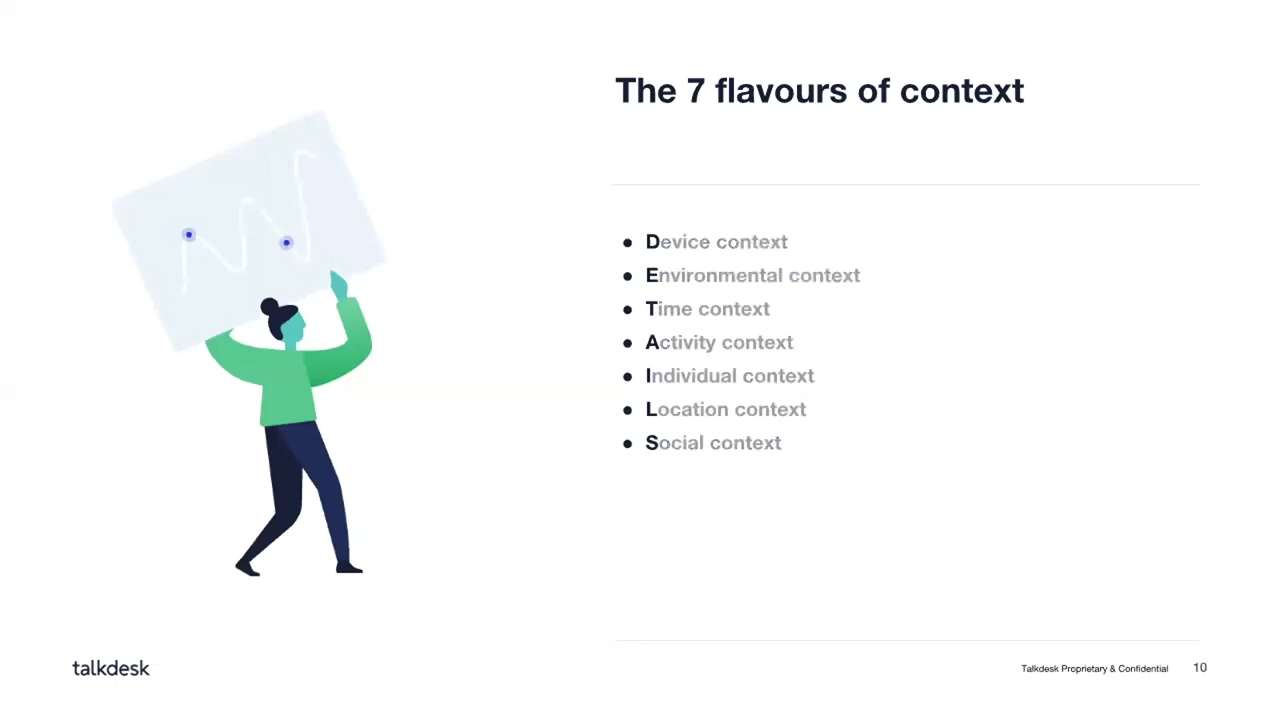 The 7 flavours of context
● Device context
● Environmental context
● Time context
● Activity context
● Individual context
● Location context
● Social context
talkdesk
Talkdesk Proprietary & Confidential 10